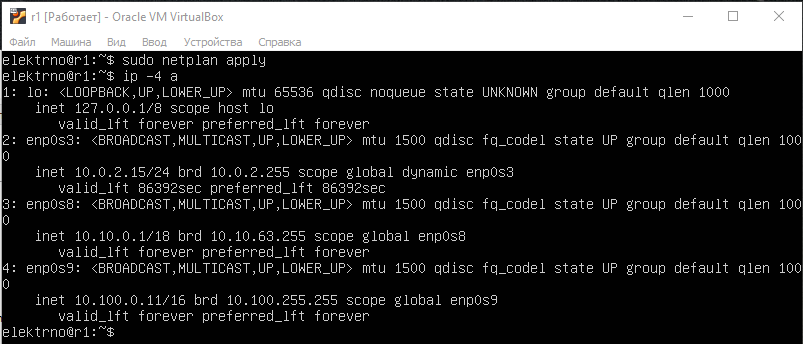 r1 [Работает] - Oracle VM VirtualBox
Файл Машина Вид Ввод Устройства Справка
elektrno@r1:~$ sudo netplan apply
elektrno@r1:~$ ip -4 a
1: lo: <LOOPBACK,UP,LOWER_UP> mtu 65536 qdisc noqueue state UNKNOWN group default qlen 1000
    inet 127.0.0.1/8 scope host lo
       valid_lft forever preferred_lft forever
2: enp0s3: <BROADCAST,MULTICAST,UP,LOWER_UP> mtu 1500 qdisc fq_codel state UP group default qlen 100
0
    inet 10.0.2.15/24 brd 10.0.2.255 scope global dynamic enp0s3
       valid_lft 86392sec preferred_lft 86392sec
3: enp0s8: <BROADCAST,MULTICAST,UP,LOWER_UP> mtu 1500 qdisc fq_codel state UP group default qlen 100
0
    inet 10.10.0.1/18 brd 10.10.63.255 scope global enp0s8
       valid_lft forever preferred_lft forever
4: enp0s9: <BROADCAST,MULTICAST,UP,LOWER_UP> mtu 1500 qdisc fq_codel state UP group default qlen 100
0
    inet 10.100.0.11/16 brd 10.100.255.255 scope global enp0s9
       valid_lft forever preferred_lft forever
elektrno@r1:~$